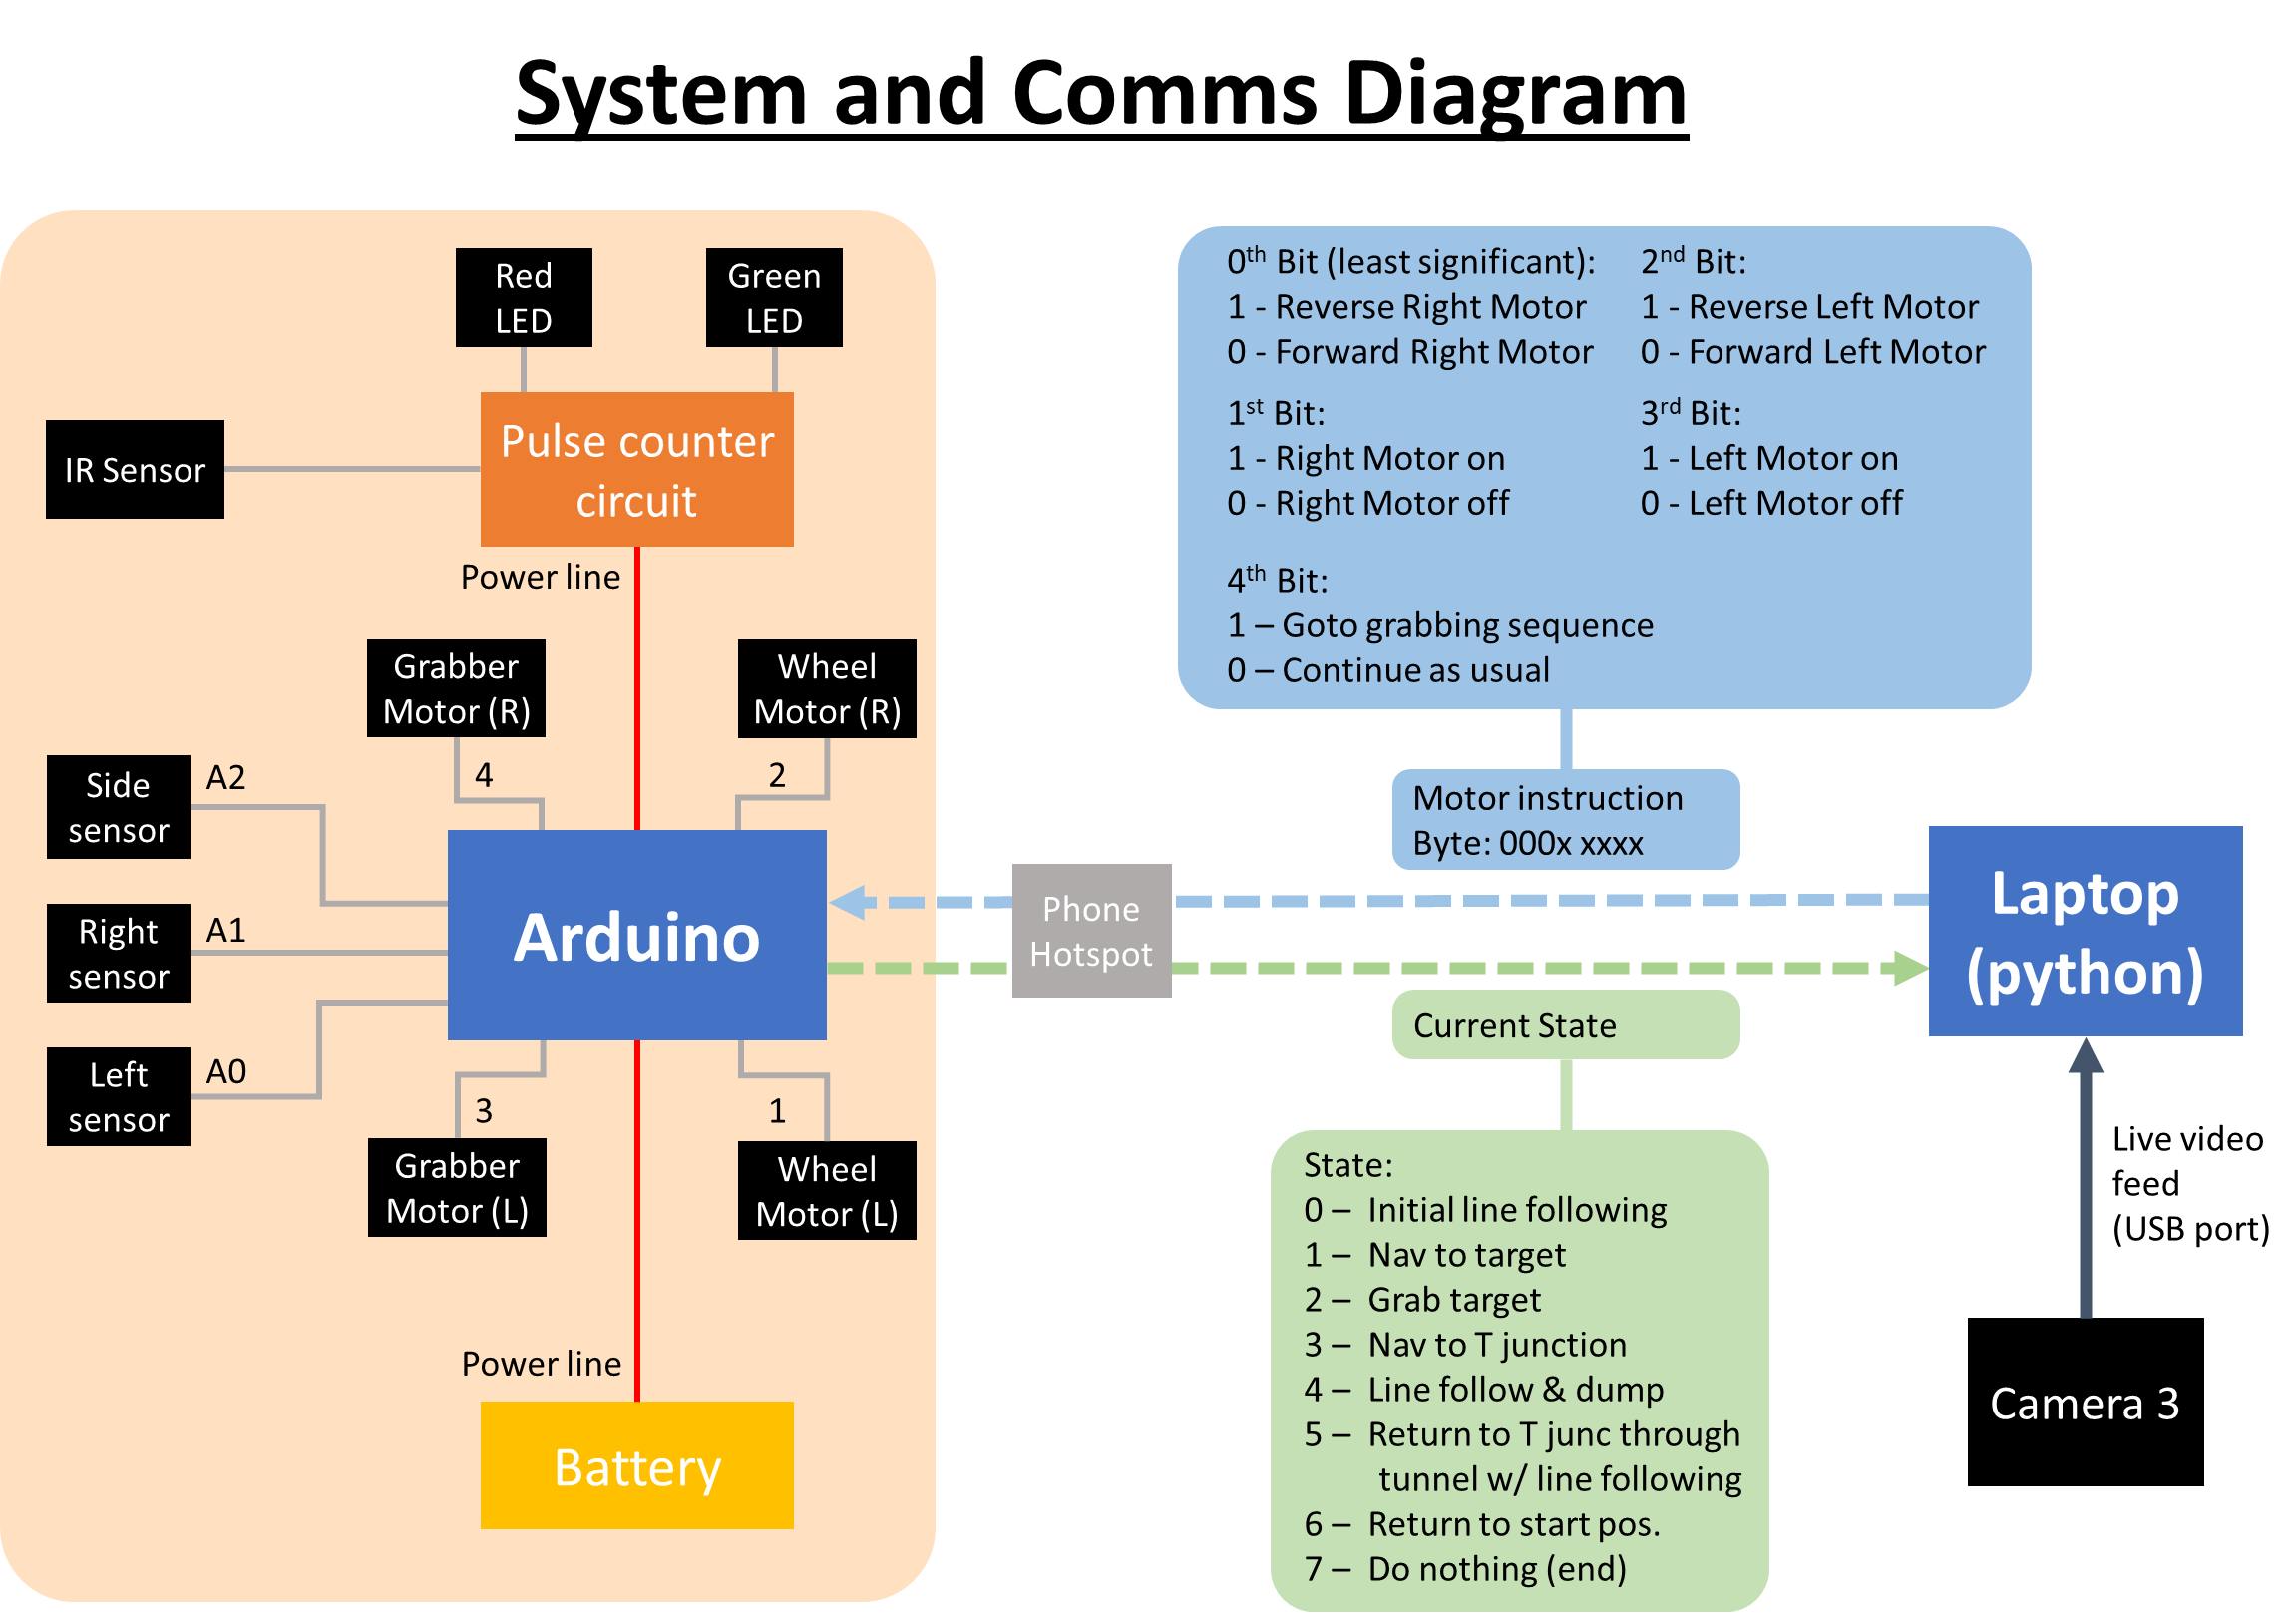 System and Comms Diagram
Red
LED
Green
LED
IR Sensor
Pulse counter
circuit
Power line
Grabber
Motor (R)
Wheel
Motor (R)
4
2
Side
sensor
A2
Right
sensor
A1
Left
sensor
A0
Arduino
3
1
Grabber
Motor (L)
Wheel
Motor (L)
Power line
Battery
0th Bit (least significant):
1 - Reverse Right Motor
0 - Forward Right Motor
2nd Bit:
1 - Reverse Left Motor
0 - Forward Left Motor
1st Bit:
1 - Right Motor on
0 - Right Motor off
3rd Bit:
1 - Left Motor on
0 - Left Motor off
4th Bit:
1 – Goto grabbing sequence
0 – Continue as usual
Motor instruction
Byte: 000x xxxx
Phone
Hotspot
Laptop
(python)
Current State
State:
0 – Initial line following
1 – Nav to target
2 – Grab target
3 – Nav to T junction
4 – Line follow & dump
5 – Return to T junc through
tunnel w/ line following
6 – Return to start pos.
7 – Do nothing (end)
Live video
feed
(USB port)
Camera 3